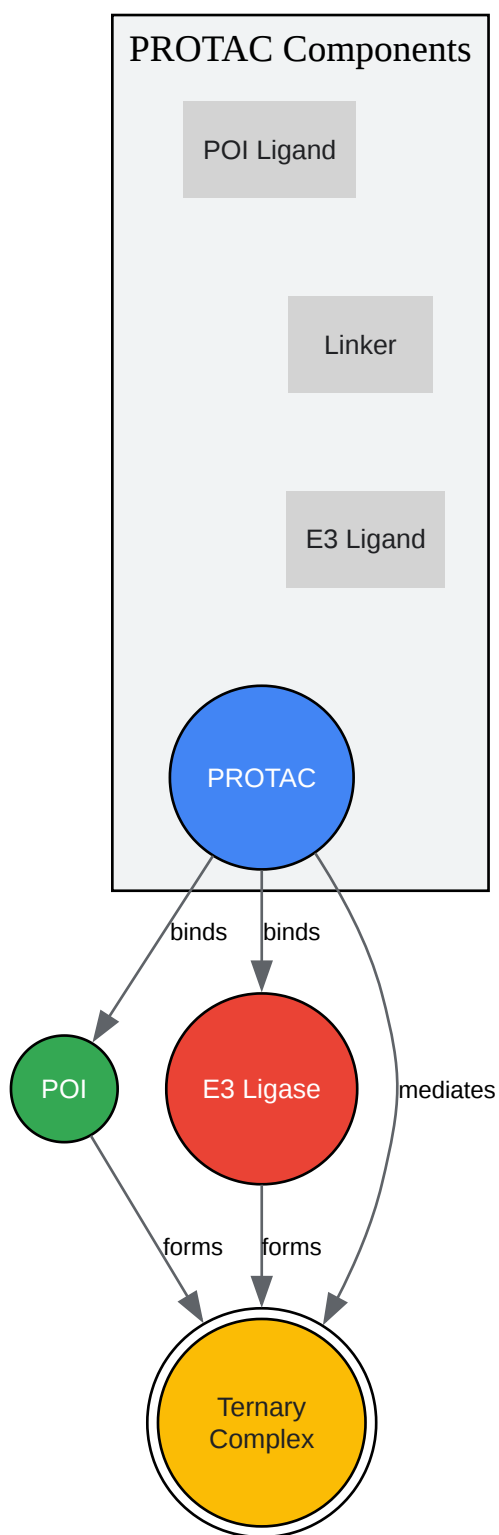 PROTAC Components
POI Ligand
Linker
E3 Ligand
PROTAC
binds
binds
POI
E3 Ligase
mediates
forms
forms
Ternary
Complex